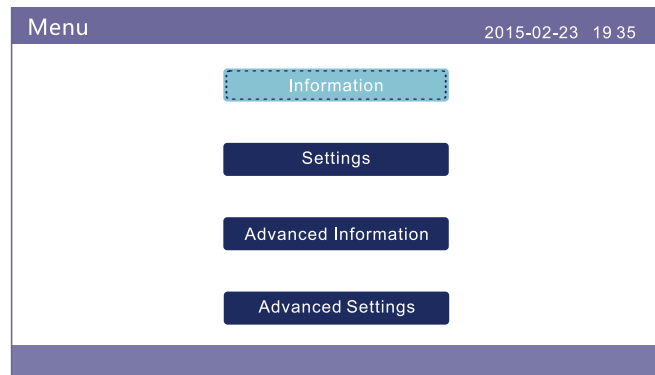 Menu
2015-02-23 19 35
Information
Settings
Advanced Information
Advanced Settings